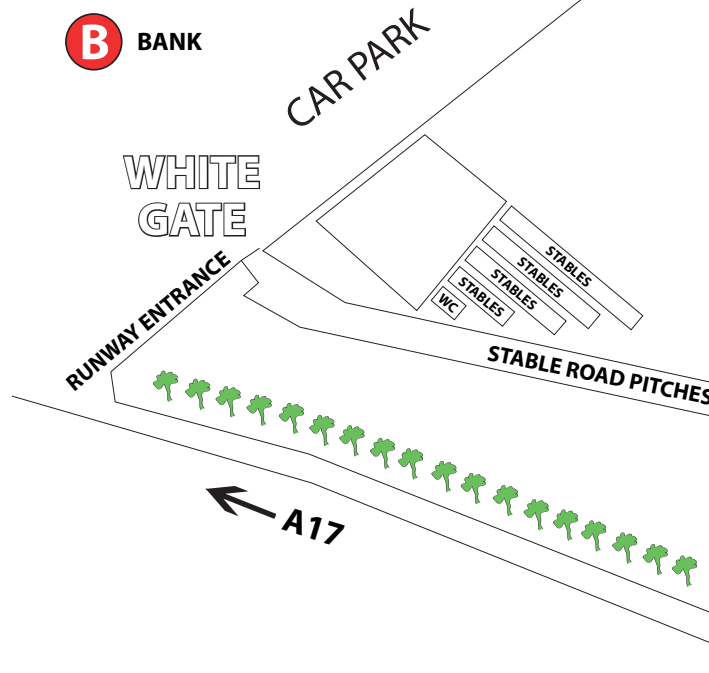 B BANK
CAR PARK
WHITE
GATE
RUNWAY ENTRANCE
STABLES
STABLES
STABLES
STABLES
WC
STABLE ROAD PITCHES
A17